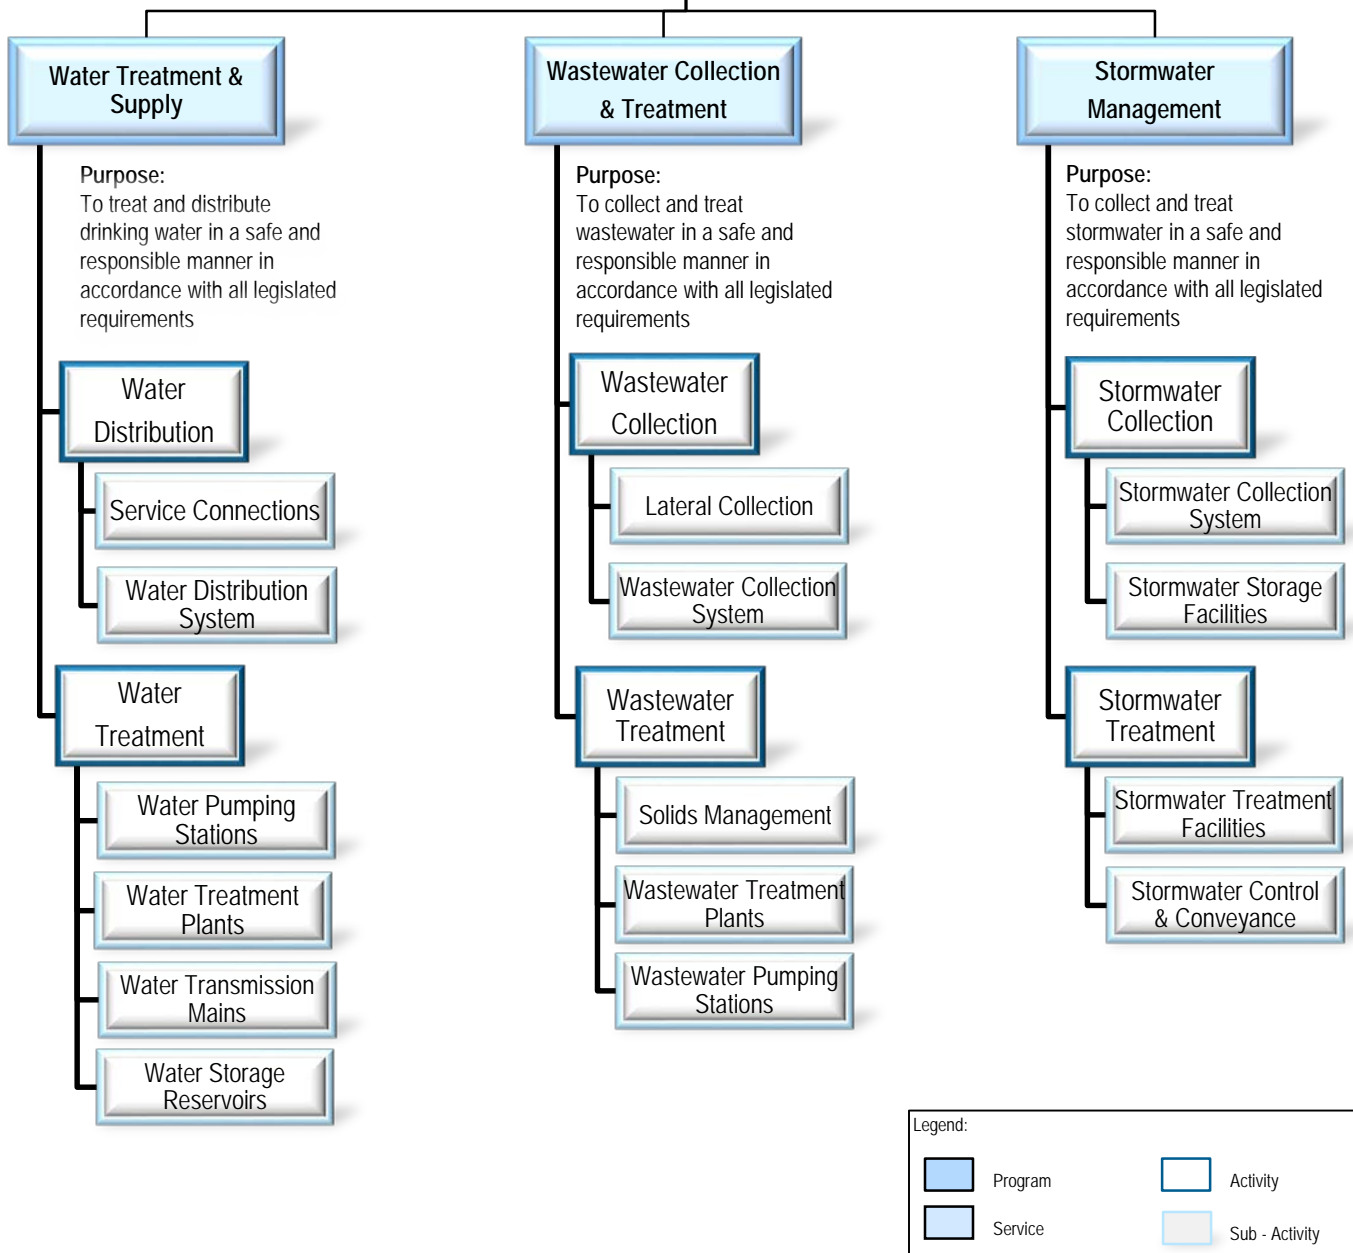 Water Treatment &
Supply
Purpose:
To treat and distribute
drinking water in a safe and
responsible manner in
accordance with all legislated
requirements
Water
Distribution
Service Connections
Water Distribution
System
Water
Treatment
Water Pumping
Stations
Water Treatment
Plants
Water Transmission
Mains
Water Storage
Reservoirs
Wastewater Collection
& Treatment
Purpose:
To collect and treat
wastewater in a safe and
responsible manner in
accordance with all legislated
requirements
Wastewater
Collection
Lateral Collection
Wastewater Collection
System
Wastewater
Treatment
Solids Management
Wastewater Treatment
Plants
Wastewater Pumping
Stations
Stormwater
Management
Purpose:
To collect and treat
stormwater in a safe and
responsible manner in
accordance with all legislated
requirements
Stormwater
Collection
Stormwater Collection
System
Stormwater Storage
Facilities
Stormwater
Treatment
Stormwater Treatment
Facilities
Stormwater Control
& Conveyance
Legend:
Program
Activity
Service
Sub - Activity